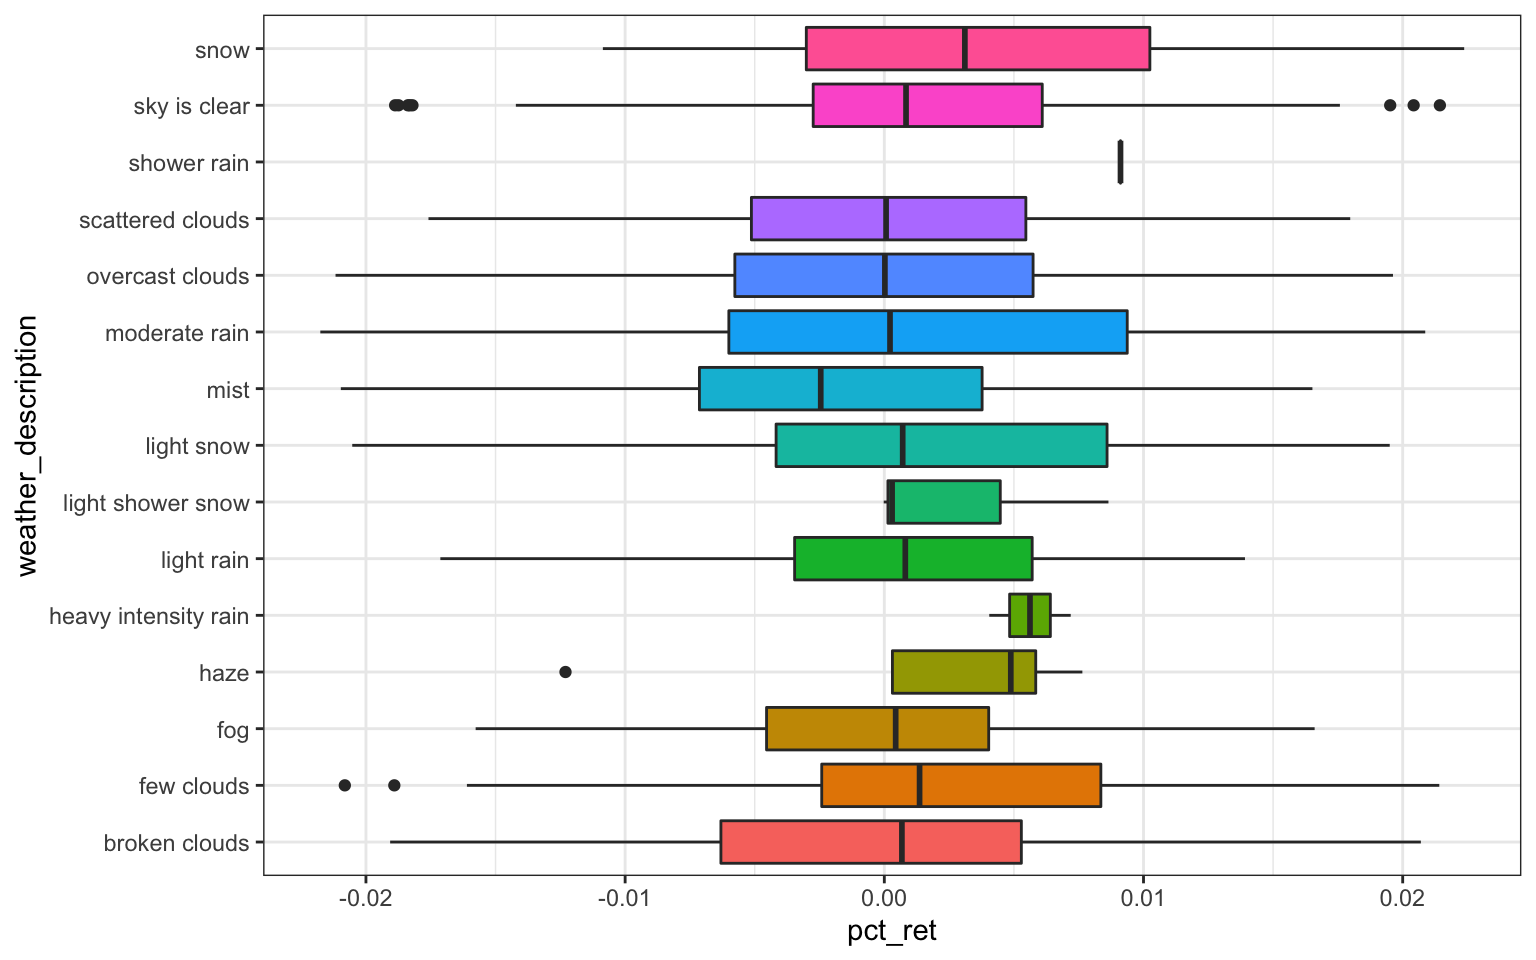 snow
sky is clear
shower rain
scattered clouds
overcast clouds
moderate rain
mist
light snow
light shower snow
light rain
heavy intensity rain
haze
fog
few clouds
broken clouds
weather_description
-0.02 -0.01 0.00 0.01 0.02
pct_ret